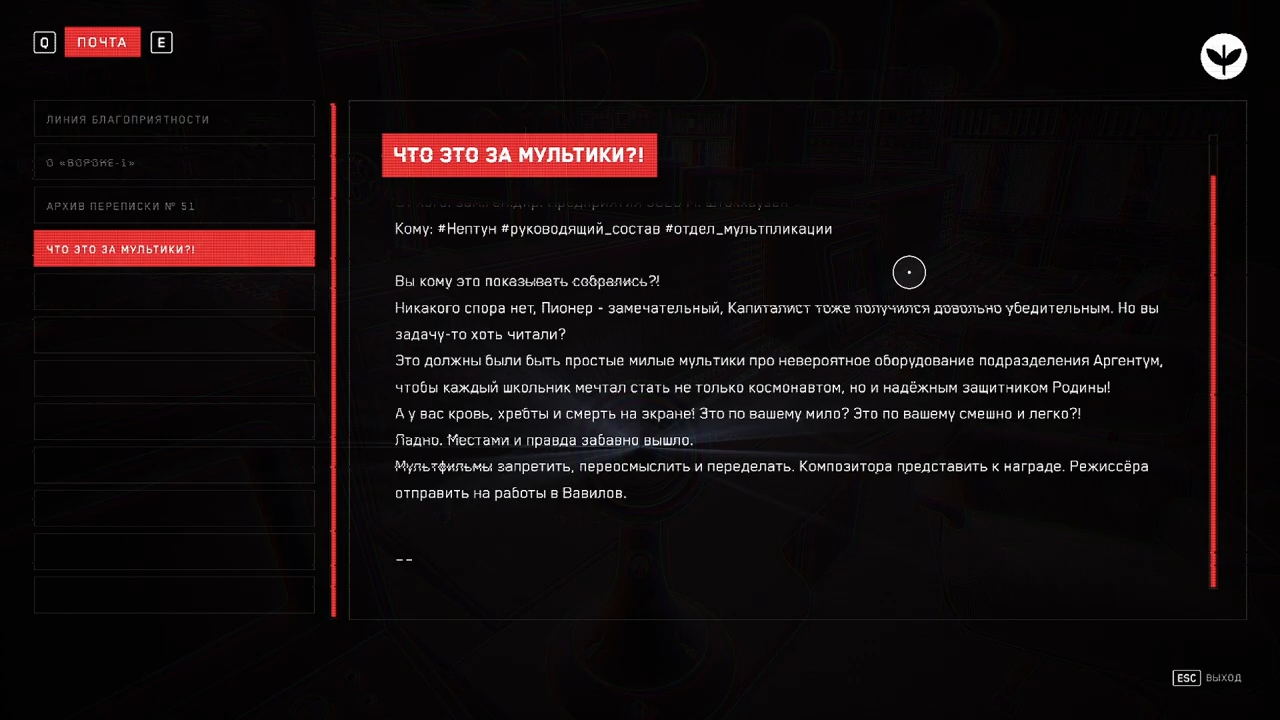 Q ПОЧТА E
ЛИНИЯ БЛАГОПРИЯТНОСТИ
О «ВОРОНЕ-1»
АРХИВ ПЕРЕПИСКИ № 51
ЧТО ЭТО ЗА МУЛЬТИКИ?!
ЧТО ЭТО ЗА МУЛЬТИКИ?!
Кому: #Нептун #руководящий_состав #отдел_мультпликации
Вы кому это показывать собрались?!
Никакого спора нет, Пионер - замечательный, Капиталист тоже получился довольно убедительным. Но вы
задачу-то хоть читали?
Это должны были быть простые милые мультики про невероятное оборудование подразделения Аргентум,
чтобы каждый школьник мечтал стать не только космонавтом, но и надёжным защитником Родины!
А у вас кровь, хребты и смерть на экране! Это по вашему мило? Это по вашему смешно и легко?!
Ладно. Местами и правда забавно вышло.
Мультфильмы запретить, переосмыслить и переделать. Композитора представить к награде. Режиссёра
отправить на работы в Вавилов.
--
ESC ВЫХОД